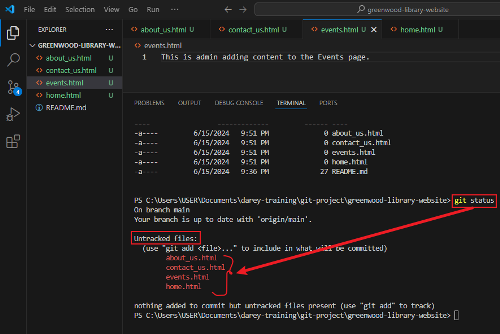 File Edit Selection View Go Run ...
greenwood-library-website
EXPLORER
GREENWOOD-LIBRARY-W...
about_us.html U
contact_us.html U
events.html U
home.html U
README.md
4
about_us.html U
contact_us.html U
events.html U
home.html U
events.html
1 This is admin adding content to the Events page.
PROBLEMS OUTPUT DEBUG CONSOLE TERMINAL PORTS
---- ------------- ------ ----
-a---- 6/15/2024 9:51 PM 0 about_us.html
-a---- 6/15/2024 9:51 PM 0 contact_us.html
-a---- 6/15/2024 9:51 PM 0 events.html
-a---- 6/15/2024 9:51 PM 0 home.html
-a---- 6/15/2024 9:36 PM 27 README.md
PS C:\Users\USER\Documents\darey-training\git-project\greenwood-library-website> git status
On branch main
Your branch is up to date with 'origin/main'.
Untracked files:
(use "git add <file>..." to include in what will be committed)
about_us.html
contact_us.html
events.html
home.html
nothing added to commit but untracked files present (use "git add" to track)
PS C:\Users\USER\Documents\darey-training\git-project\greenwood-library-website>